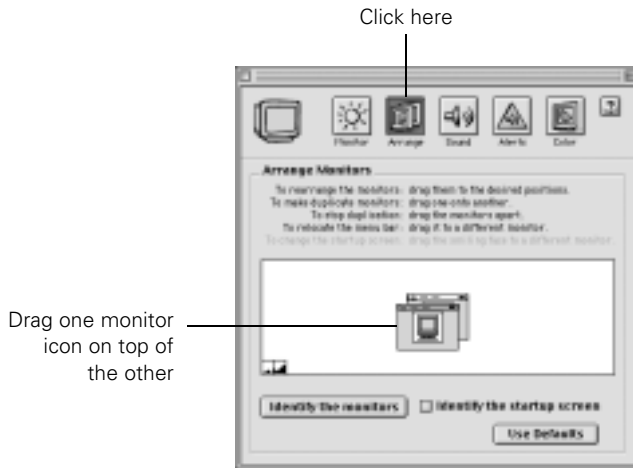 Click here
Monitor Arrange Sound Alerts Color
Arrange Monitors
To rearrange the monitors: drag them to the desired positions.
To make duplicate monitors: drag one onto another.
To stop duplication: drag the monitors apart.
To relocate the menu bar: drag it to a different monitor.
To change the startup screen: drag the smiling face to a different monitor.
Drag one monitor
icon on top of
the other
Identify the monitors Identify the startup screen
Use Defaults